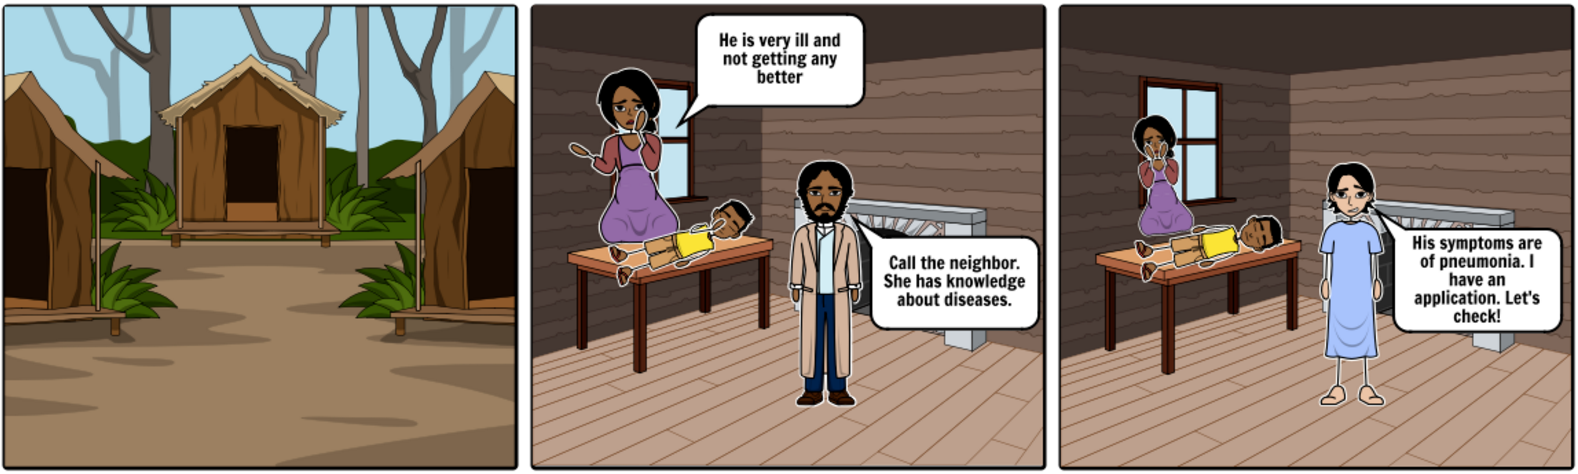 He is very ill and
not getting any
better
Call the neighbor.
She has knowledge
about diseases.
His symptoms are
of pneumonia. I
have an
application. Let's
check!